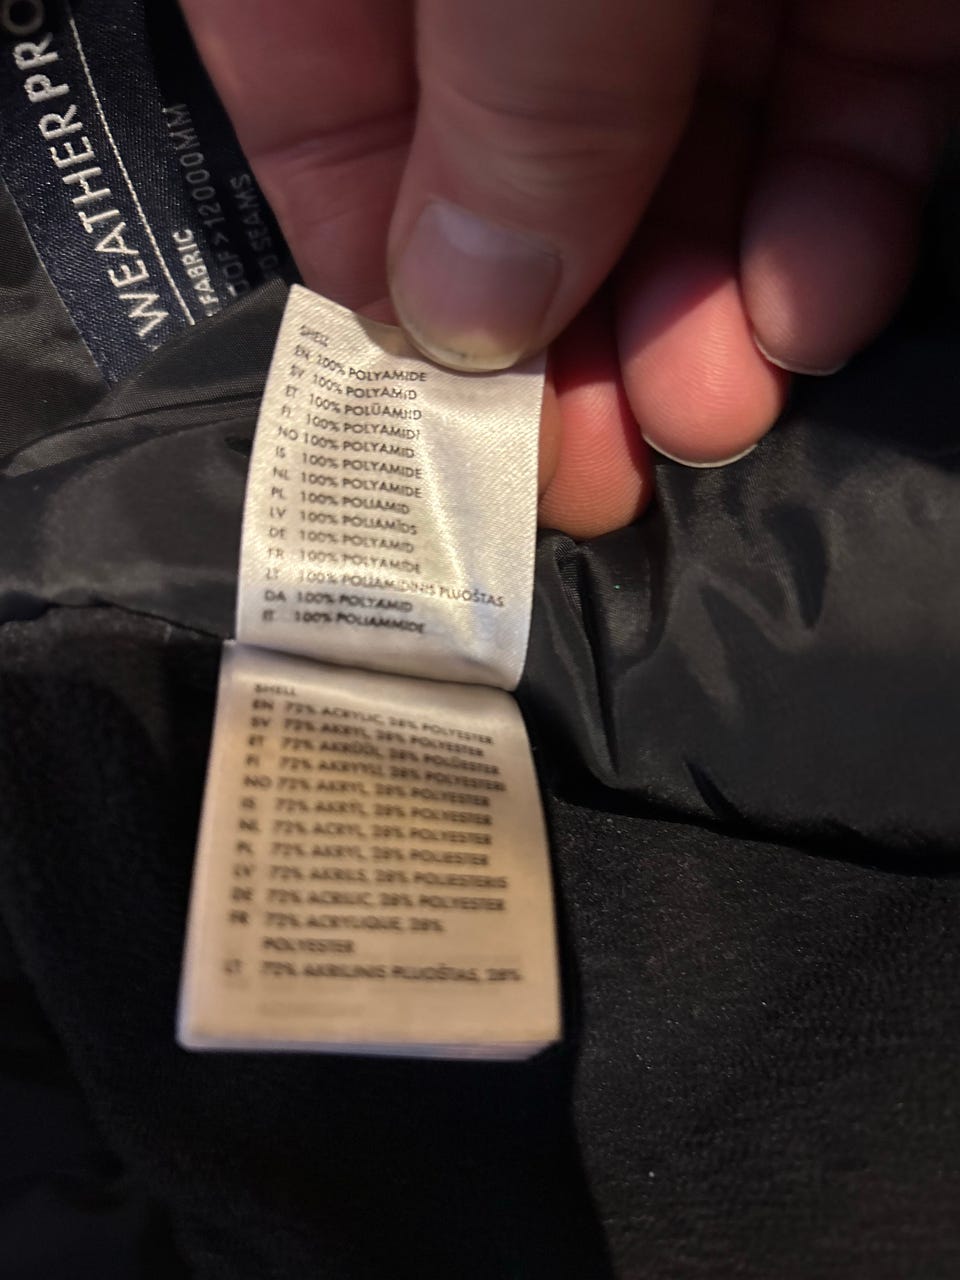 WEATHERPRO
FABRIC
>12000MM
SEAMS
SHELL
EN 100% POLYAMIDE
SV 100% POLYAMID
ET 100% POLÜAMIID
FI 100% POLYAMIDI
NO 100% POLYAMID
IS 100% POLYAMIDE
NL 100% POLYAMIDE
PL 100% POLIAMID
LV 100% POLIAMĪDS
DE 100% POLYAMID
FR 100% POLYAMIDE
LT 100% POLIAMIDINIS PLUOŠTAS
DA 100% POLYAMID
IT 100% POLIAMMIDE
SHELL
EN 72% ACRYLIC, 28% POLYESTER
SV 72% AKRYL, 28% POLYESTER
ET 72% AKRÜÜL, 28% POLÜESTER
FI 72% AKRYYLI, 28% POLYESTERI
NO 72% AKRYL, 28% POLYESTER
IS 72% AKRYL, 28% POLYESTER
NL 72% ACRYL, 28% POLYESTER
PL 72% AKRYL, 28% POLIESTER
LV 72% AKRILS, 28% POLIESTERIS
DE 72% ACRILIC, 28% POLYESTER
FR 72% ACRYLIQUE, 28%
POLYESTER
LT 72% AKRILINIS PLUOŠTAS, 28%